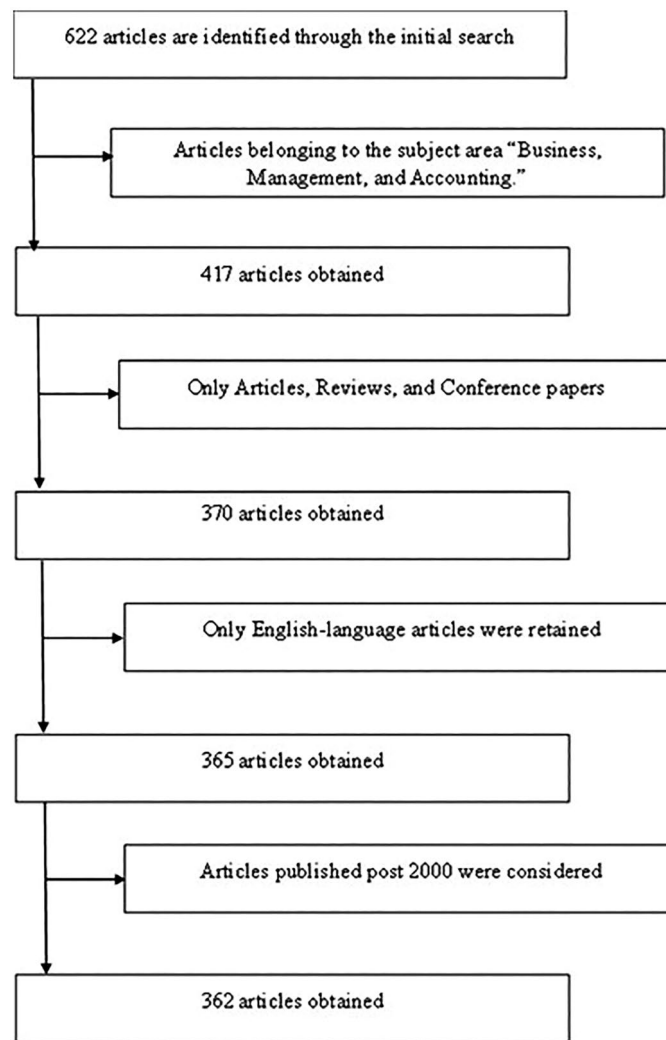 622 articles are identified through the initial search
Articles belonging to the subject area “Business,
Management, and Accounting.”
417 articles obtained
Only Articles, Reviews, and Conference papers
370 articles obtained
Only English-language articles were retained
365 articles obtained
Articles published post 2000 were considered
362 articles obtained